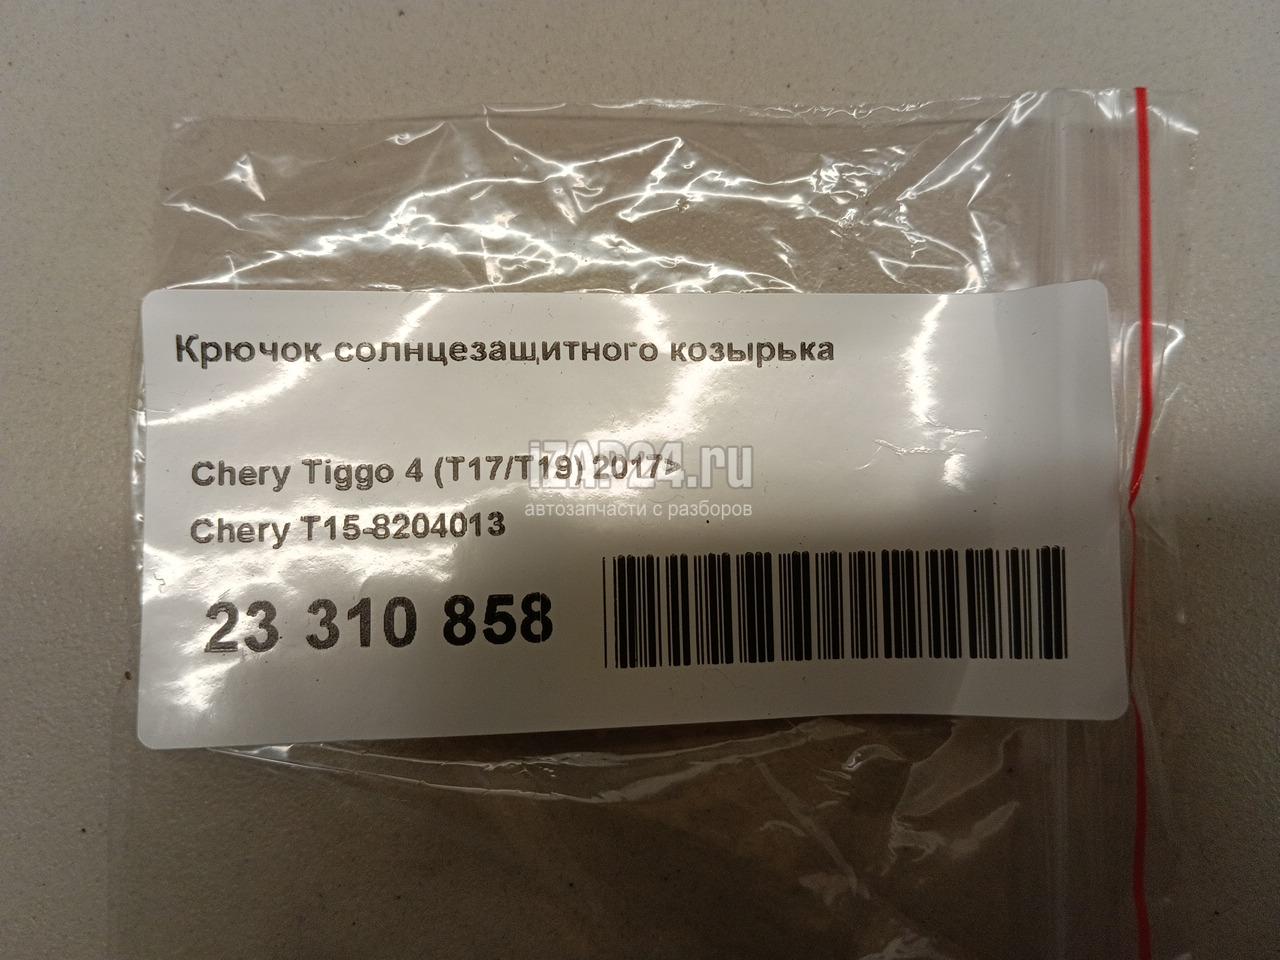 Крючок солнцезащитного козырька
Chery Tiggo 4 (T17/T19) 2017>
iZAP24.ru
автозапчасти с разборов
Chery T15-8204013
23 310 858